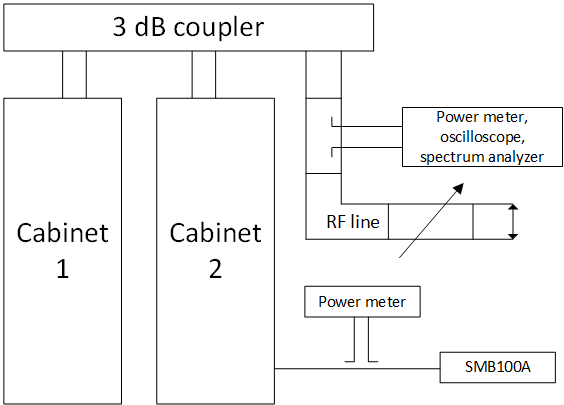 3 dB coupler
Power meter,
oscilloscope,
spectrum analyzer
Cabinet
1
Cabinet
2
RF line
Power meter
SMB100A